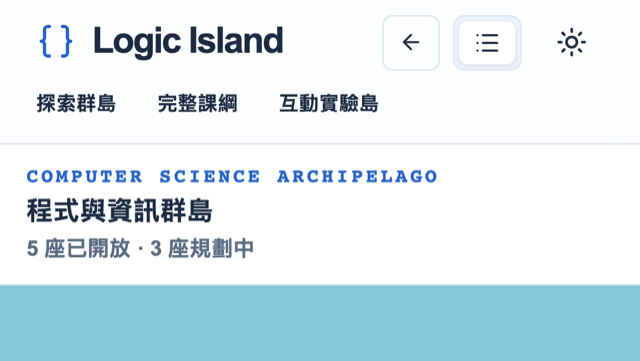 { } Logic Island
探索群島 完整課綱 互動實驗島
COMPUTER SCIENCE ARCHIPELAGO
程式與資訊群島
5 座已開放 · 3 座規劃中